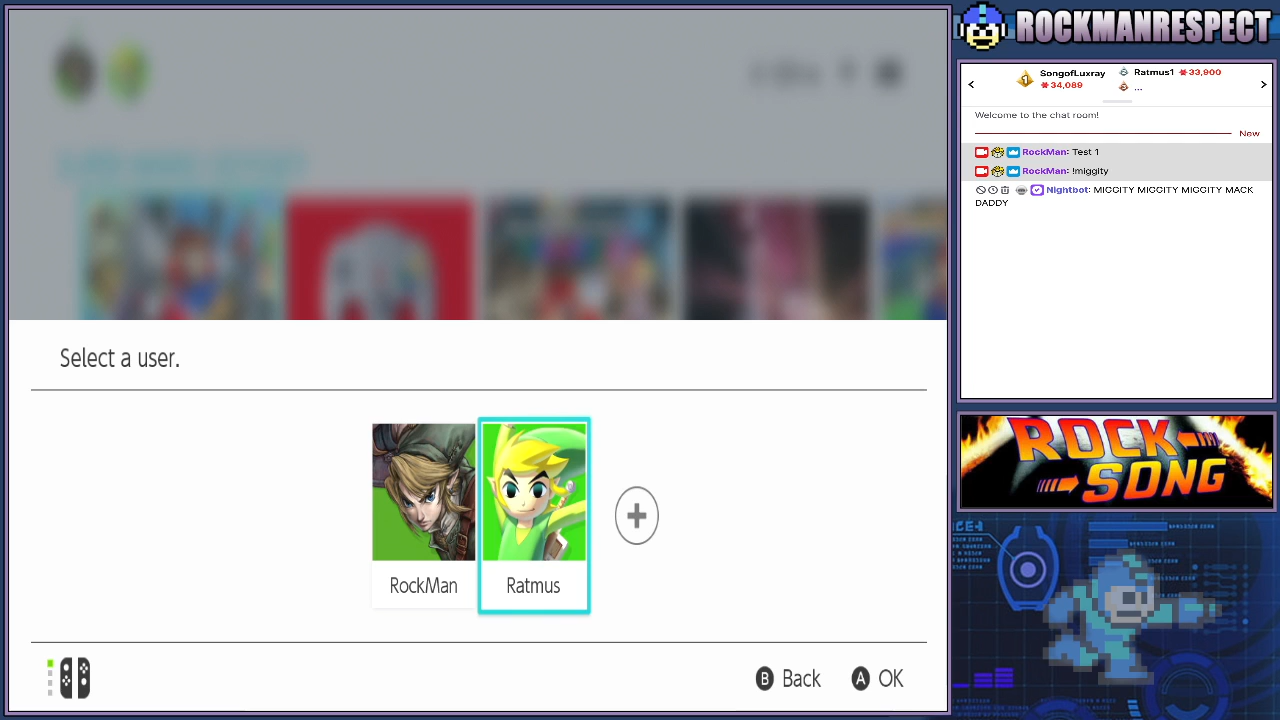 ROCKMANRESPECT
SongofLuxray
34,089
Ratmus1 33,900
...
Welcome to the chat room!
New
RockMan: Test 1
RockMan: !miggity
Nightbot: MIGGITY MIGGITY MIGGITY MACK
DADDY
Select a user.
RockMan
Ratmus
B Back
A OK
ROCK
SONG